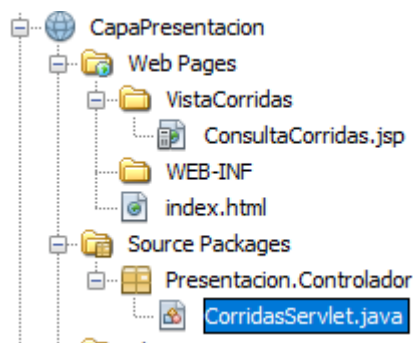 CapaPresentacion
Web Pages
VistaCorridas
ConsultaCorridas.jsp
WEB-INF
index.html
Source Packages
Presentacion.Controlador
CorridasServlet.java